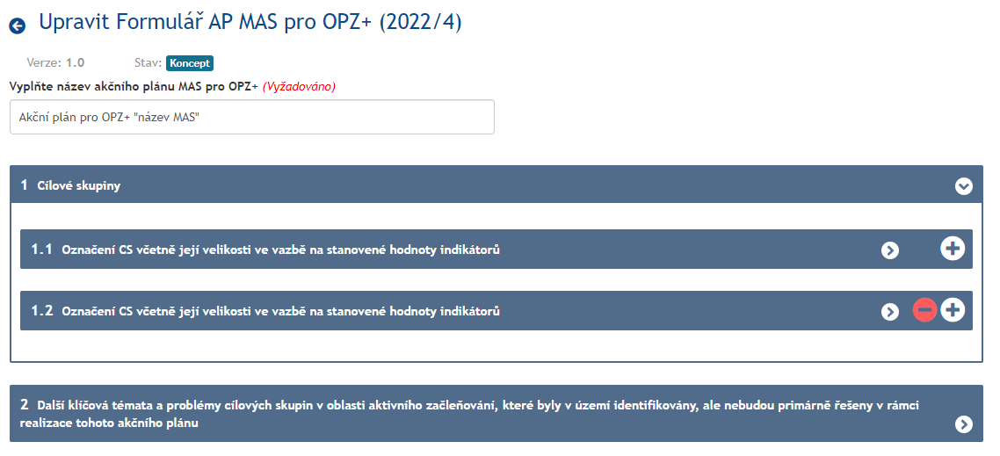 Upravit Formulář AP MAS pro OPZ+ (2022/4)
Verze: 1.0 Stav: Koncept
Vyplňte název akčního plánu MAS pro OPZ+ (Vyžadováno)
Akční plán pro OPZ+ "název MAS"
1 Cílové skupiny
1.1 Označení CS včetně její velikosti ve vazbě na stanovené hodnoty indikátorů
1.2 Označení CS včetně její velikosti ve vazbě na stanovené hodnoty indikátorů
2 Další klíčová témata a problémy cílových skupin v oblasti aktivního začleňování, které byly v území identifikovány, ale nebudou primárně řešeny v rámci
realizace tohoto akčního plánu